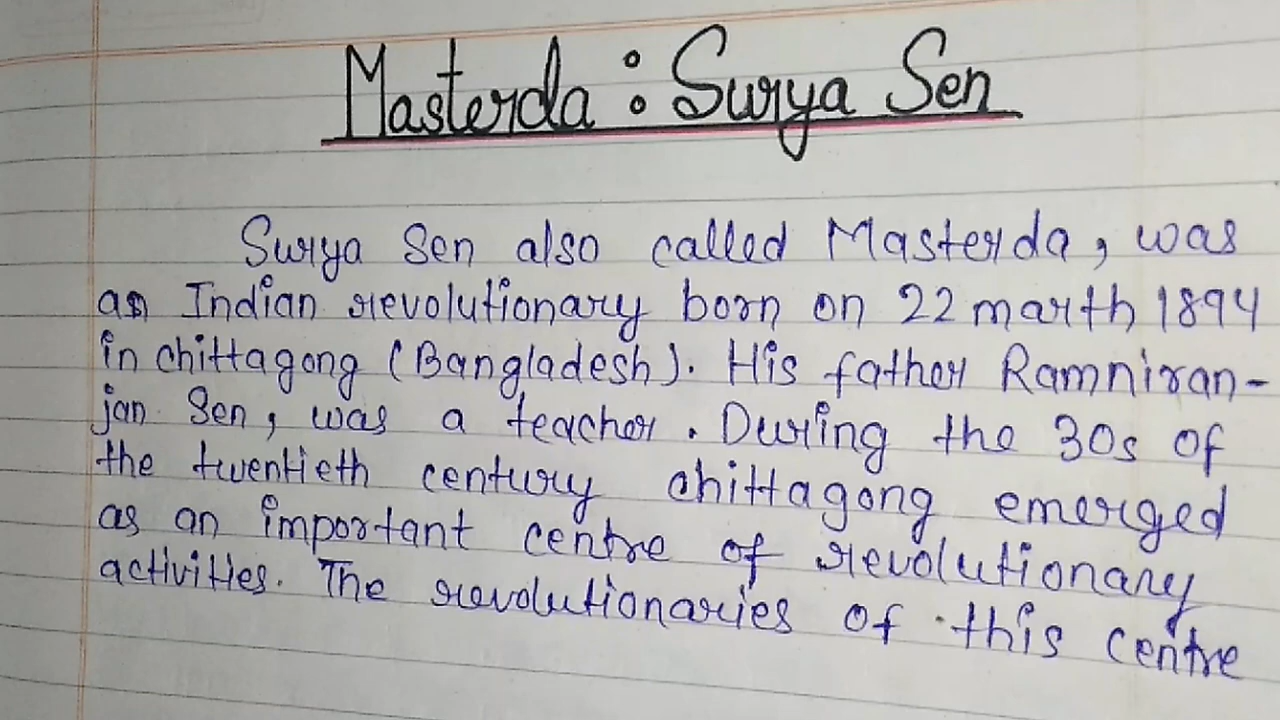 Masterda : Surya Sen
Surya Sen also called Masterda, was
an Indian revolutionary born on 22 march 1894
in chittagong (Bangladesh). His father Ramniran-
jan Sen, was a teacher. During the 30s of
the twentieth century chittagong emerged
as an important centre of revolutionary
activities. The revolutionaries of this centre